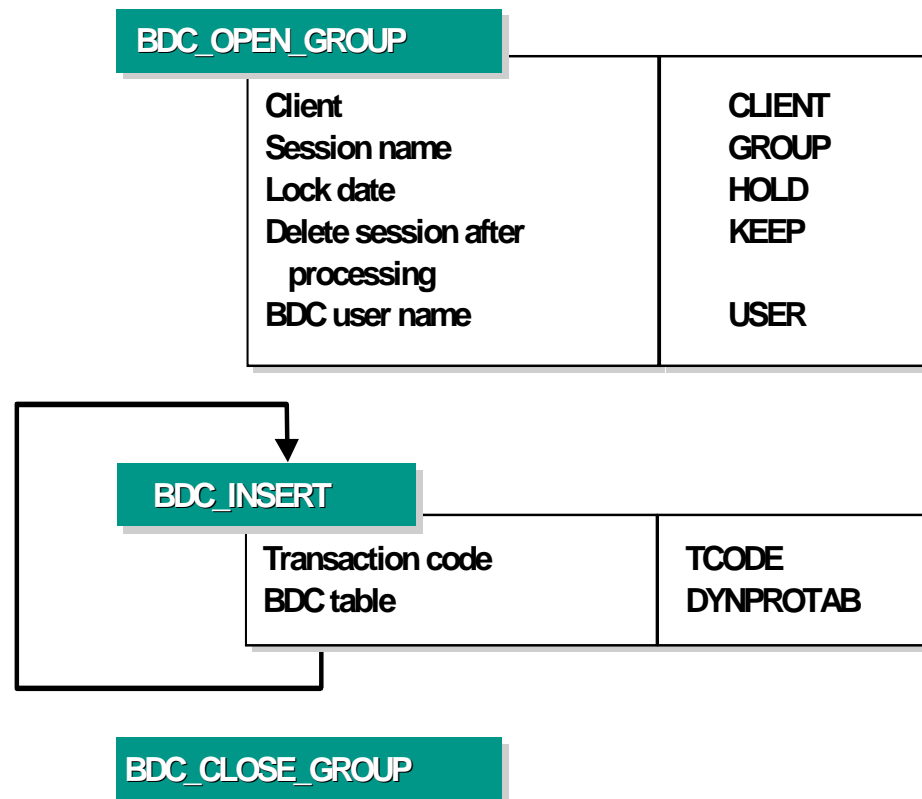 BDC_OPEN_GROUP
Client CLIENT
Session name GROUP
Lock date HOLD
Delete session after KEEP
processing
BDC user name USER
BDC_INSERT
Transaction code TCODE
BDC table DYNPROTAB
BDC_CLOSE_GROUP